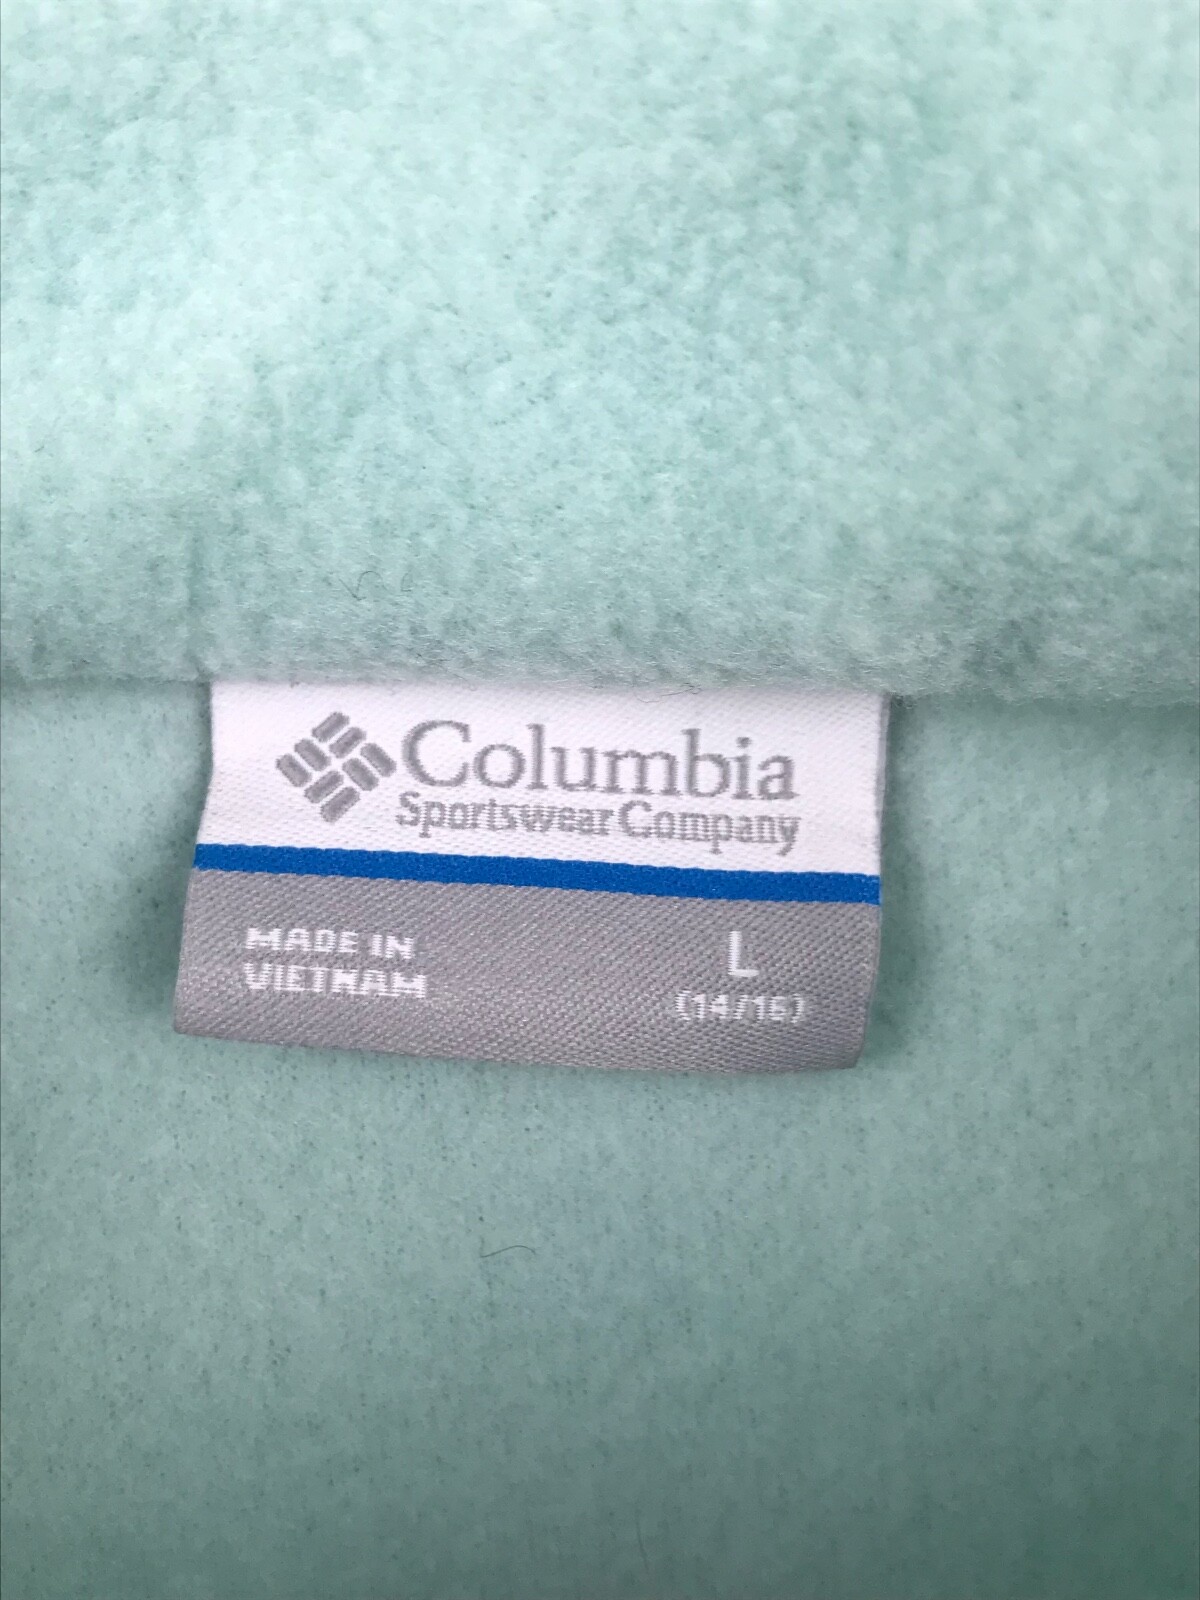 Columbia
Sportswear Company
MADE IN
VIETNAM
L
(14/16)